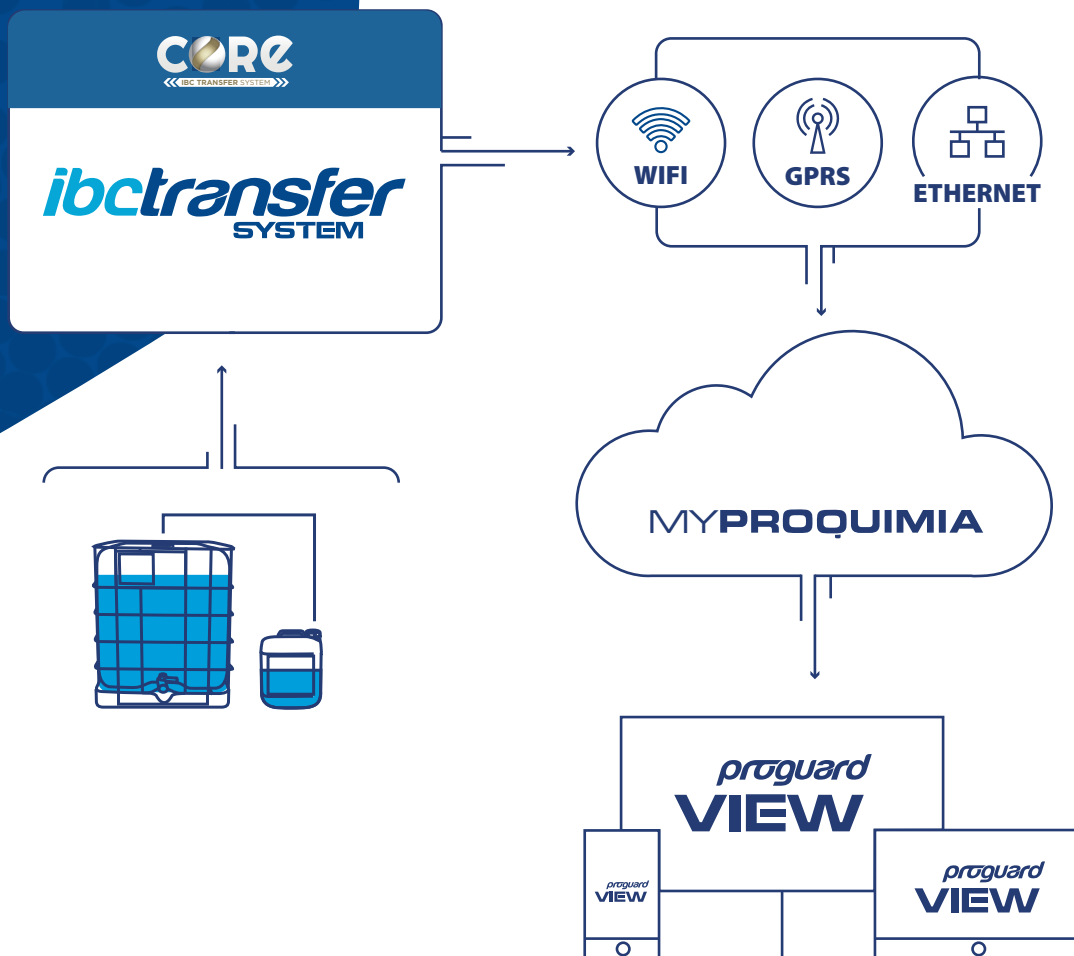 CORE
IBC TRANSFER SYSTEM
ibctransfer
SYSTEM
WIFI
GPRS
ETHERNET
MYPROQUIMIA
proguard
VIEW
proguard
VIEW
proguard
VIEW